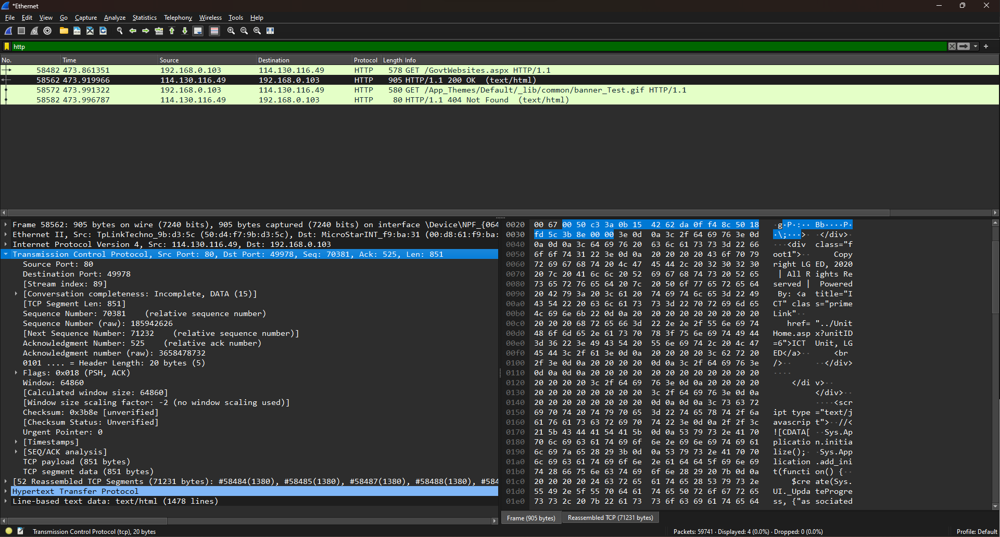 *Ethernet
File Edit View Go Capture Analyze Statistics Telephony Wireless Tools Help
http
No. Time Source Destination Protocol Length Info
58482 473.861351 192.168.0.103 114.130.116.49 HTTP 578 GET /GovtWebsites.aspx HTTP/1.1
58562 473.919966 114.130.116.49 192.168.0.103 HTTP 905 HTTP/1.1 200 OK (text/html)
58572 473.991322 192.168.0.103 114.130.116.49 HTTP 580 GET /App_Themes/Default/_lib/common/banner_Test.gif HTTP/1.1
58582 473.996787 114.130.116.49 192.168.0.103 HTTP 80 HTTP/1.1 404 Not Found (text/html)
Frame 58562: 905 bytes on wire (7240 bits), 905 bytes captured (7240 bits) on interface \Device\NPF_{064
Ethernet II, Src: TpLinkTechno_9b:d3:5c (50:d4:f7:9b:d3:5c), Dst: MicroStarINT_f9:ba:31 (00:d8:61:f9:ba:
Internet Protocol Version 4, Src: 114.130.116.49, Dst: 192.168.0.103
Transmission Control Protocol, Src Port: 80, Dst Port: 49978, Seq: 70381, Ack: 525, Len: 851
Source Port: 80
Destination Port: 49978
[Stream index: 89]
[Conversation completeness: Incomplete, DATA (15)]
[TCP Segment Len: 851]
Sequence Number: 70381 (relative sequence number)
Sequence Number (raw): 185942626
[Next Sequence Number: 71232 (relative sequence number)]
Acknowledgment Number: 525 (relative ack number)
Acknowledgment number (raw): 3658478732
0101 .... = Header Length: 20 bytes (5)
Flags: 0x018 (PSH, ACK)
Window: 64860
[Calculated window size: 64860]
[Window size scaling factor: -2 (no window scaling used)]
Checksum: 0x3b8e [unverified]
[Checksum Status: Unverified]
Urgent Pointer: 0
[Timestamps]
[SEQ/ACK analysis]
TCP payload (851 bytes)
TCP segment data (851 bytes)
[52 Reassembled TCP Segments (71231 bytes): #58484(1380), #58485(1380), #58487(1380), #58488(1380), #584
Hypertext Transfer Protocol
Line-based text data: text/html (1478 lines)
0020 00 67 00 50 c3 3a 0b 15 42 62 da 0f f4 8c 50 18 ·g·P·:·· Bb····P·
0030 fd 5c 3b 8e 00 00 3e 0d 0a 3c 2f 64 69 76 3e 0d ·\;···>· ·</div>·
0040 0a 0d 0a 3c 64 69 76 20 63 6c 61 73 73 3d 22 66 ···<div class="f
0050 6f 6f 74 31 22 3e 0d 0a 20 20 20 20 43 6f 70 79 oot1">·· Copy
0060 72 69 67 68 74 20 4c 47 45 44 2c 20 32 30 32 30 right LG ED, 2020
0070 20 7c 20 41 6c 6c 20 52 69 67 68 74 73 20 52 65 | All R ights Re
0080 73 65 72 76 65 64 20 7c 20 50 6f 77 65 72 65 64 served | Powered
0090 20 42 79 3a 20 3c 61 20 74 69 74 6c 65 3d 22 49 By: <a title="I
00a0 43 54 22 20 63 6c 61 73 73 3d 22 70 72 69 6d 65 CT" clas s="prime
00b0 4c 69 6e 6b 22 0d 0a 20 20 20 20 20 20 20 20 20 Link"··
00c0 20 20 20 68 72 65 66 3d 22 2e 2e 2f 55 6e 69 74 href= "../Unit
00d0 48 6f 6d 65 2e 61 73 70 78 3f 75 6e 69 74 49 44 Home.asp x?unitID
00e0 3d 36 22 3e 49 43 54 20 55 6e 69 74 2c 20 4c 47 =6">ICT Unit, LG
00f0 45 44 3c 2f 61 3e 0d 0a 20 20 20 20 3c 62 72 20 ED</a>·· <br
0100 2f 3e 0d 0a 20 20 20 20 0d 0a 3c 2f 64 69 76 3e />·· ··</div>
0110 0d 0a 0d 0a 20 20 20 20 20 20 20 20 20 20 20 20 ····
0120 20 20 20 20 3c 2f 64 69 76 3e 0d 0a 20 20 20 20 </di v>··
0130 20 20 20 20 20 20 20 20 3c 2f 64 69 76 3e 0d 0a </div>··
0140 20 20 20 20 20 20 20 20 0d 0a 0d 0a 3c 73 63 72 ····<scr
0150 69 70 74 20 74 79 70 65 3d 22 74 65 78 74 2f 6a ipt type ="text/j
0160 61 76 61 73 63 72 69 70 74 22 3e 0d 0a 2f 2f 3c avascrip t">··//<
0170 21 5b 43 44 41 54 41 5b 0d 0a 53 79 73 2e 41 70 ![CDATA[ ··Sys.Ap
0180 70 6c 69 63 61 74 69 6f 6e 2e 69 6e 69 74 69 61 plicatio n.initia
0190 6c 69 7a 65 28 29 3b 0d 0a 53 79 73 2e 41 70 70 lize();· ·Sys.App
01a0 6c 69 63 61 74 69 6f 6e 2e 61 64 64 5f 69 6e 69 lication .add_ini
01b0 74 28 66 75 6e 63 74 69 6f 6e 28 29 20 7b 0d 0a t(functi on() {··
01c0 20 20 20 20 24 63 72 65 61 74 65 28 53 79 73 2e $cre ate(Sys.
01d0 55 49 2e 5f 55 70 64 61 74 65 50 72 6f 67 72 65 UI._Upda teProgre
01e0 73 73 2c 20 7b 22 61 73 73 6f 63 69 61 74 65 64 ss, {"as sociated
Frame (905 bytes) Reassembled TCP (71231 bytes)
Transmission Control Protocol (tcp), 20 bytes Packets: 59741 · Displayed: 4 (0.0%) · Dropped: 0 (0.0%) Profile: Default